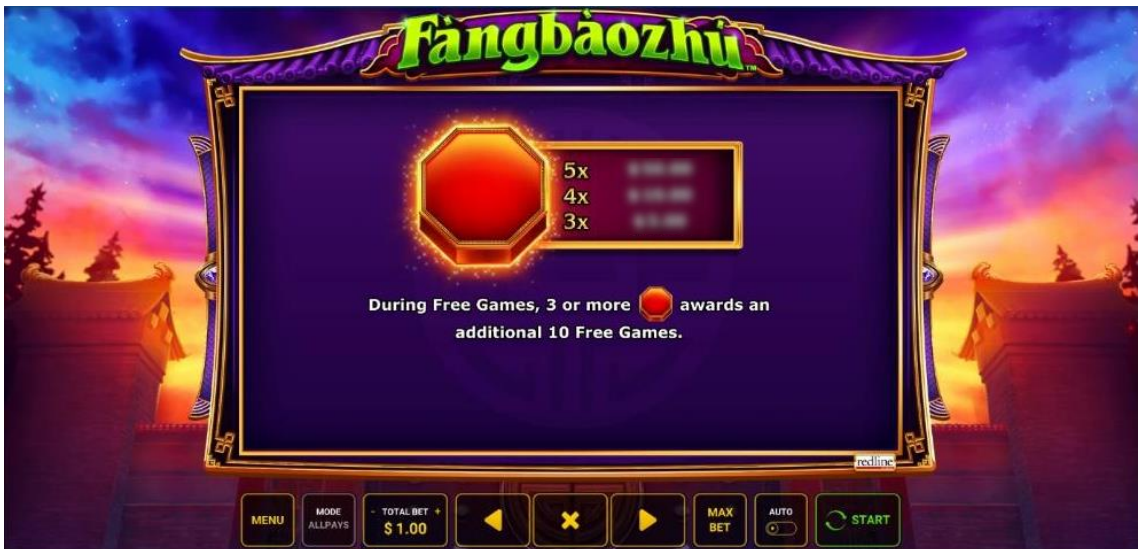 Fàngbàozhú™
5x
4x
3x
During Free Games, 3 or more awards an
additional 10 Free Games.
redline
MENU
MODE
ALLPAYS
- TOTAL BET +
$ 1.00
MAX
BET
AUTO
START